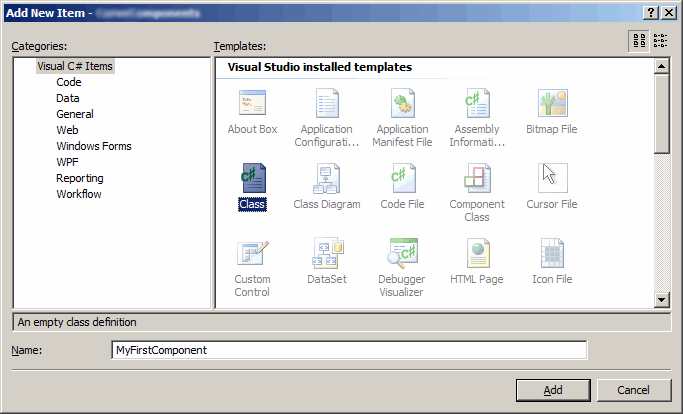 Add New Item -
Categories:
Templates:
Visual C# Items
Code
Data
General
Web
Windows Forms
WPF
Reporting
Workflow
Visual Studio installed templates
About Box
Application
Configurati...
Application
Manifest File
Assembly
Informati...
Bitmap File
Class
Class Diagram
Code File
Component
Class
Cursor File
Custom
Control
DataSet
Debugger
Visualizer
HTML Page
Icon File
An empty class definition
Name:
MyFirstComponent
Add
Cancel